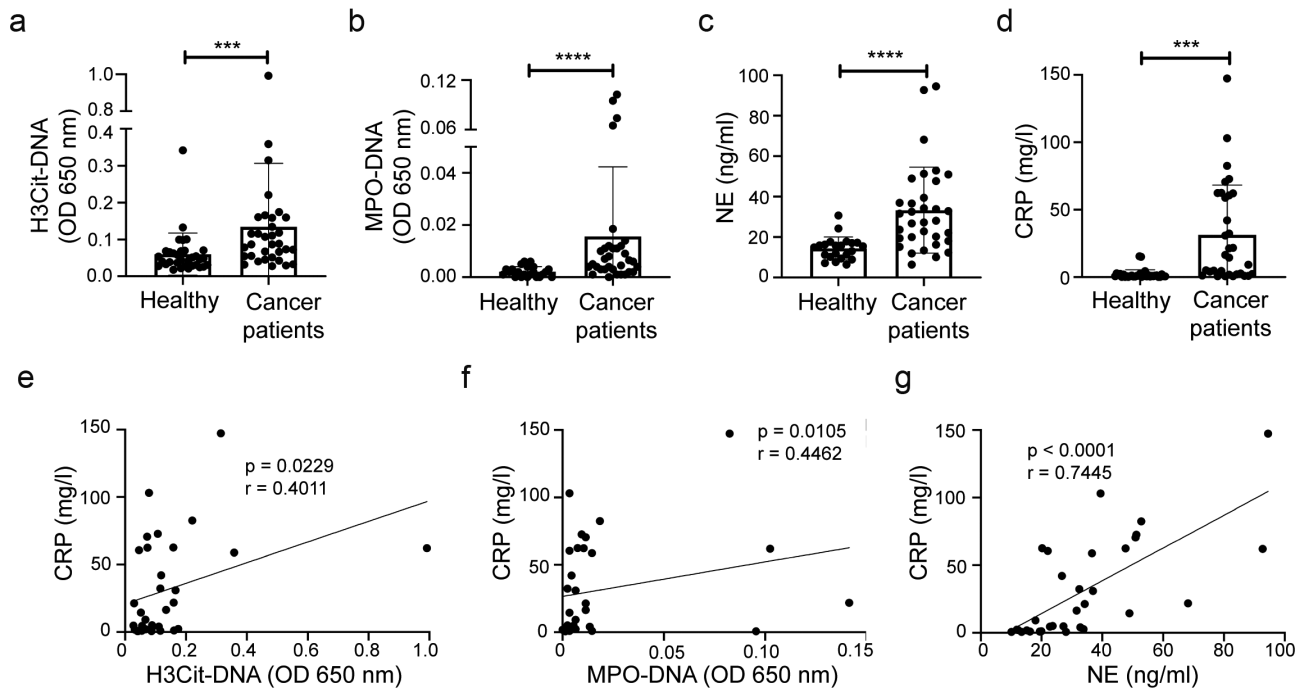 a
***
H3Cit-DNA
(OD 650 nm)
1.0
0.8
0.4
0.3
0.2
0.1
0.0
Healthy
Cancer
patients
b
****
MPO-DNA
(OD 650 nm)
0.12
0.06
0.04
0.02
0.00
Healthy
Cancer
patients
c
****
NE (ng/ml)
100
80
60
40
20
0
Healthy
Cancer
patients
d
***
CRP (mg/l)
150
100
50
0
Healthy
Cancer
patients
e
CRP (mg/l)
150
100
50
0
p = 0.0229
r = 0.4011
0
0.2
0.4
0.6
0.8
1.0
H3Cit-DNA (OD 650 nm)
f
CRP (mg/l)
150
100
50
0
p = 0.0105
r = 0.4462
0.00
0.05
0.10
0.15
MPO-DNA (OD 650 nm)
g
CRP (mg/l)
150
100
50
0
p < 0.0001
r = 0.7445
0
20
40
60
80
100
NE (ng/ml)